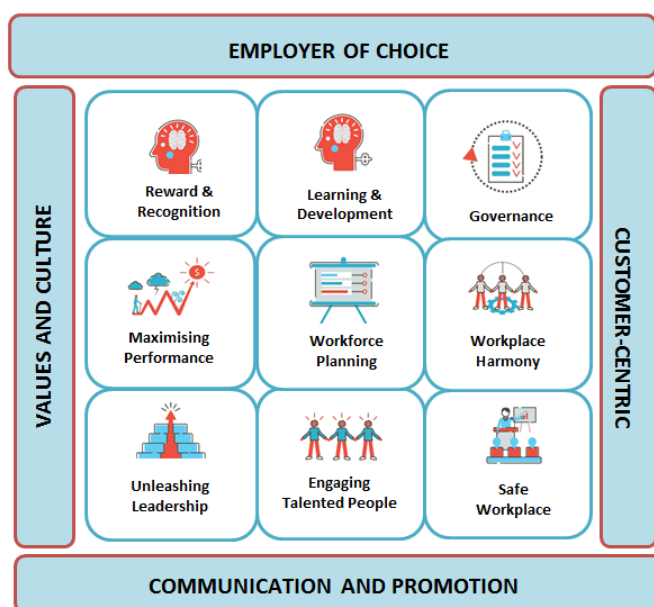 EMPLOYER OF CHOICE
VALUES AND CULTURE
Reward &
Recognition
Learning &
Development
Governance
Maximising
Performance
Workforce
Planning
Workplace
Harmony
Unleashing
Leadership
Engaging
Talented People
Safe
Workplace
CUSTOMER-CENTRIC
COMMUNICATION AND PROMOTION